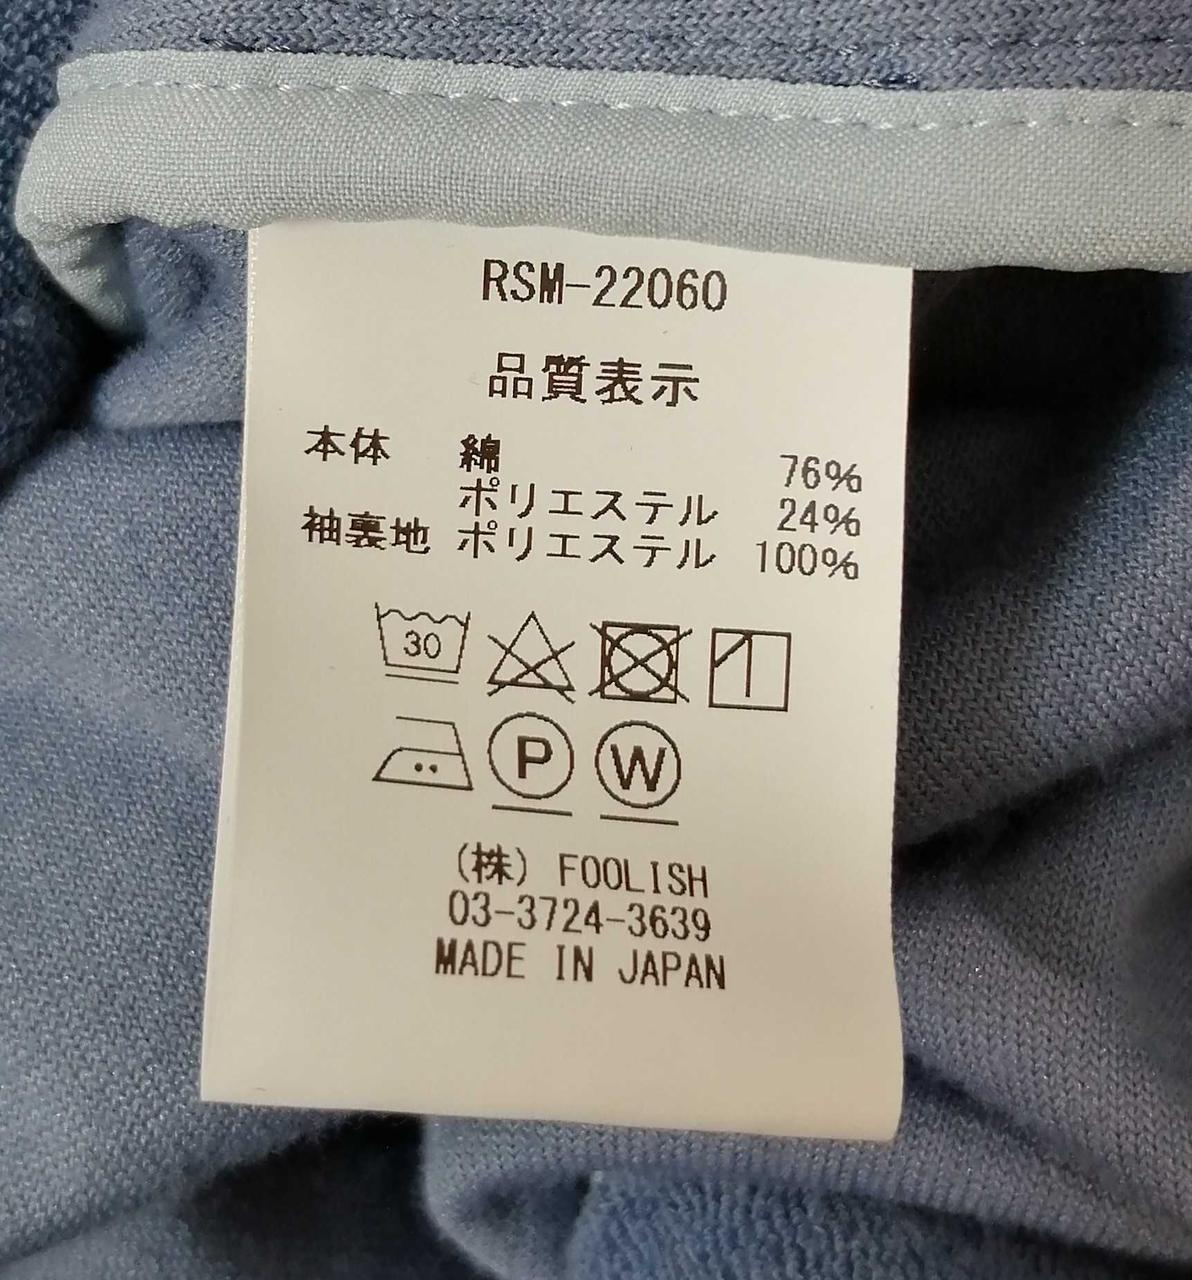 RSM-22060
品質表示
本体 綿 76%
ポリエステル 24%
袖裏地 ポリエステル 100%
30
P W
(株) FOOLISH
03-3724-3639
MADE IN JAPAN